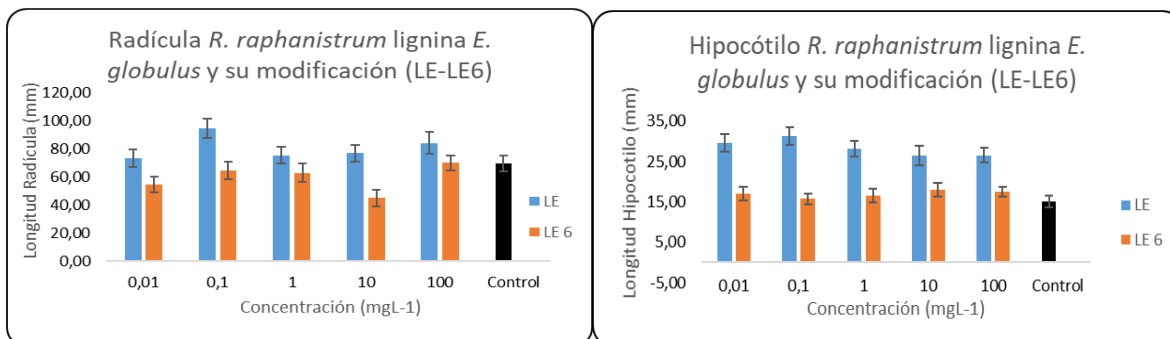 Radícula R. raphanistrum lignina E.
globulus y su modificación (LE-LE6)
Longitud Radícula (mm)
120,00
100,00
80,00
60,00
40,00
20,00
0,00
0,01 0,1 1 10 100 Control
Concentración (mgL-1)
LE
LE 6
Hipocótilo R. raphanistrum lignina E.
globulus y su modificación (LE-LE6)
Longitud Hipocotilo (mm)
35,00
25,00
15,00
5,00
-5,00
0,01 0,1 1 10 100 Control
Concentración (mgL-1)
LE
LE 6